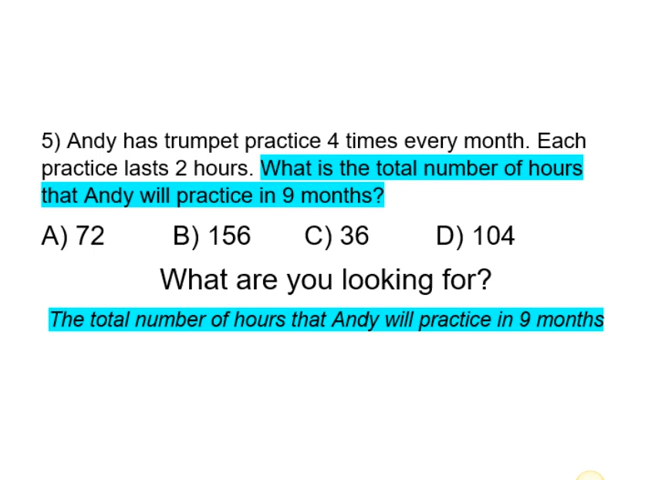 5) Andy has trumpet practice 4 times every month. Each
practice lasts 2 hours. What is the total number of hours
that Andy will practice in 9 months?
A) 72 B) 156 C) 36 D) 104
What are you looking for?
The total number of hours that Andy will practice in 9 months